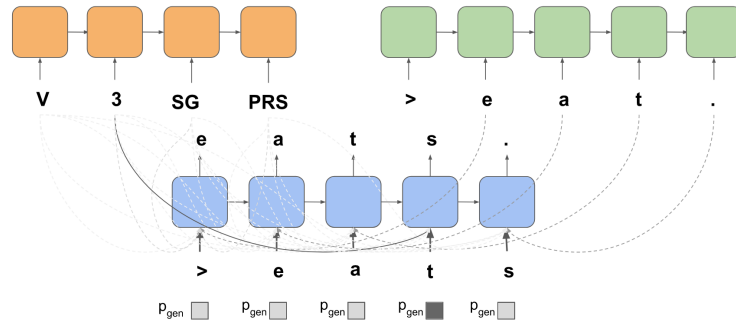 V 3 SG PRS > e a t .
e a t s .
> e a t s
pgen pgen pgen pgen pgen